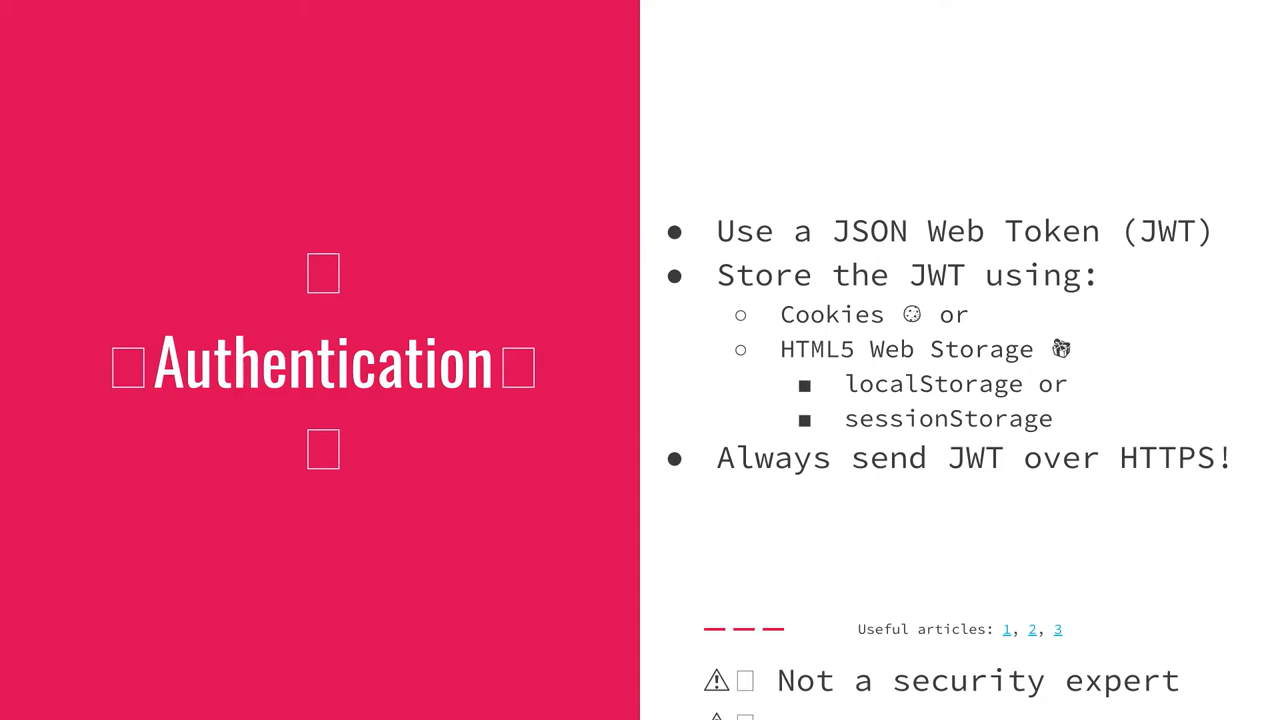 Authentication
● Use a JSON Web Token (JWT)
● Store the JWT using:
○ Cookies 🍪 or
○ HTML5 Web Storage 🎁
■ localStorage or
■ sessionStorage
● Always send JWT over HTTPS!
Useful articles: 1, 2, 3
⚠ Not a security expert